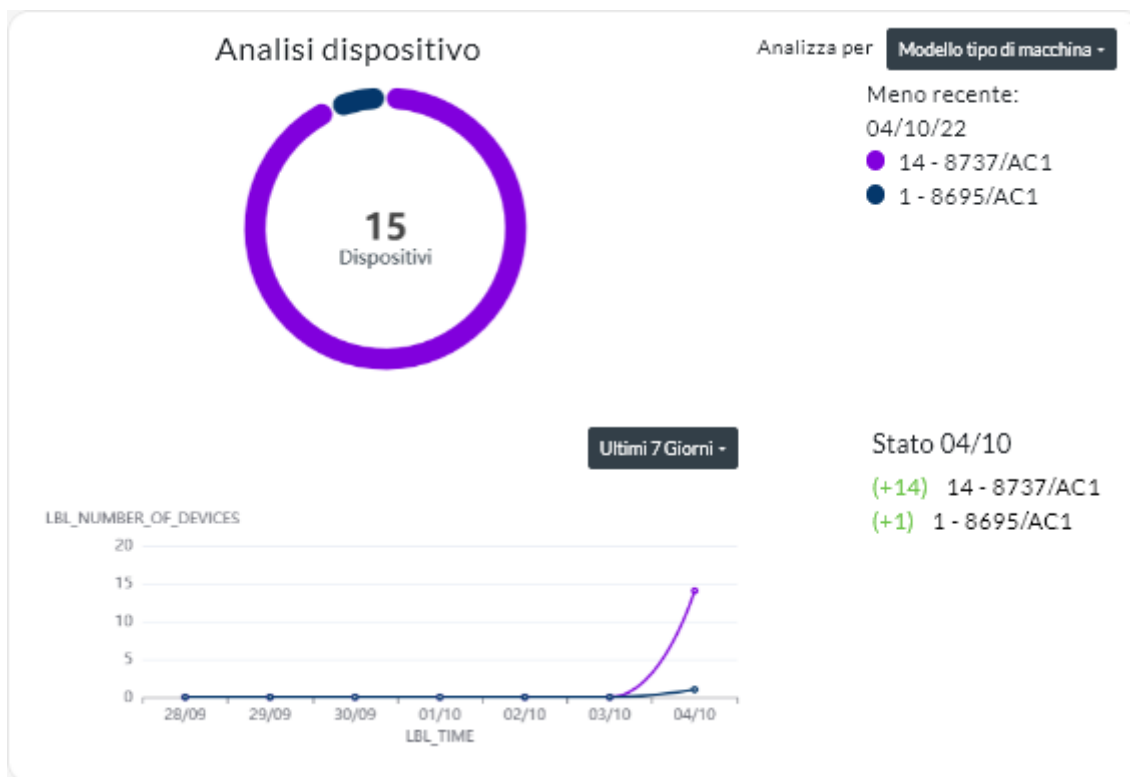 Analisi dispositivo
Analizza per Modello tipo di macchina
Meno recente:
04/10/22
14 - 8737/AC1
1 - 8695/AC1
15
Dispositivi
Ultimi 7 Giorni
Stato 04/10
(+14) 14 - 8737/AC1
(+1) 1 - 8695/AC1
LBL_NUMBER_OF_DEVICES
20
15
10
5
0
28/09 29/09 30/09 01/10 02/10 03/10 04/10
LBL_TIME